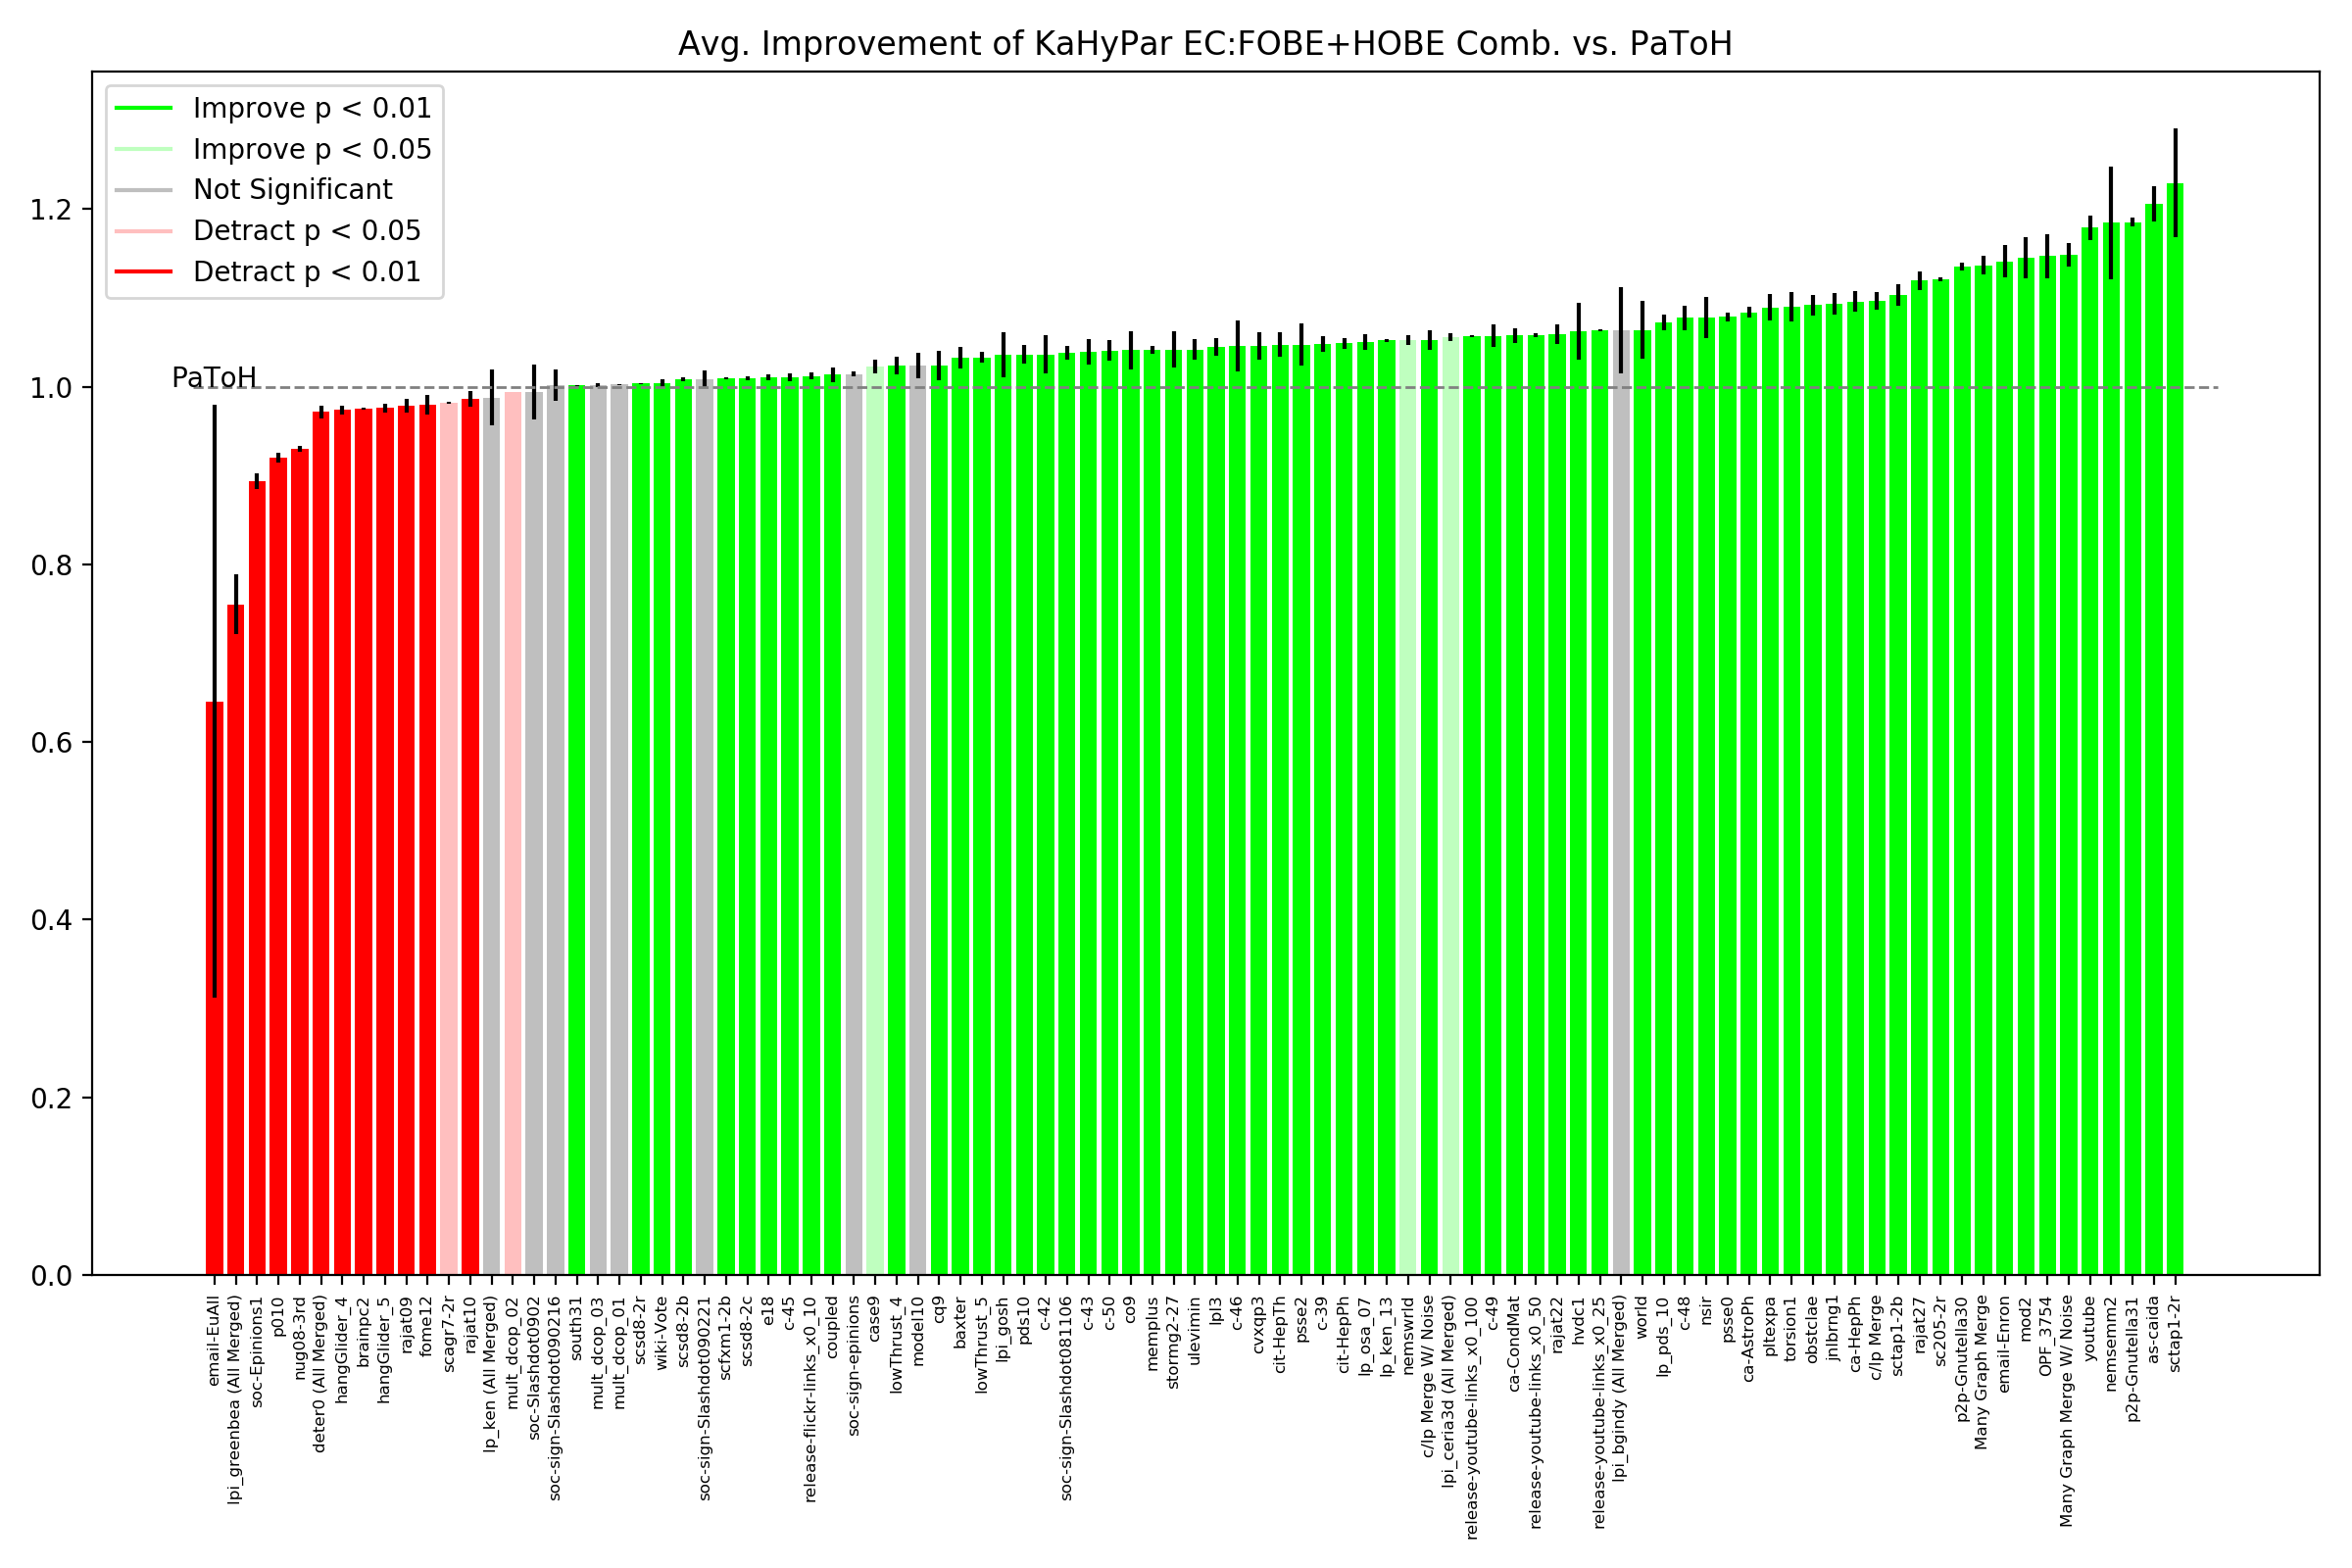 Avg. Improvement of KaHyPar EC:FOBE+HOBE Comb. vs. PaToH
Improve p < 0.01
Improve p < 0.05
Not Significant
Detract p < 0.05
Detract p < 0.01
1.2
1.0
0.8
0.6
0.4
0.2
0.0
PaToH
email-EuAll
lpi_greenbea (All Merged)
soc-Epinions1
p010
nug08-3rd
deter0 (All Merged)
hangGlider_4
brainpc2
hangGlider_5
rajat09
fome12
scagr7-2r
rajat10
lp_ken (All Merged)
mult_dcop_02
soc-Slashdot0902
soc-sign-Slashdot090216
south31
mult_dcop_03
mult_dcop_01
scsd8-2r
wiki-Vote
scsd8-2b
soc-sign-Slashdot090221
scfxm1-2b
scsd8-2c
e18
c-45
release-flickr-links_x0_10
coupled
soc-sign-epinions
case9
lowThrust_4
model10
cq9
baxter
lowThrust_5
lpi_gosh
pds10
c-42
soc-sign-Slashdot081106
c-43
c-50
co9
memplus
stormg2-27
ulevimin
lpl3
c-46
cvxqp3
cit-HepTh
psse2
c-39
cit-HepPh
lp_osa_07
lp_ken_13
nemswrld
c/lp Merge W/ Noise
lpi_ceria3d (All Merged)
release-youtube-links_x0_100
c-49
ca-CondMat
release-youtube-links_x0_50
rajat22
hvdc1
release-youtube-links_x0_25
lpi_bgindy (All Merged)
world
lp_pds_10
c-48
nsir
psse0
ca-AstroPh
pltexpa
torsion1
obstclae
jnlbrng1
ca-HepPh
c/lp Merge
sctap1-2b
rajat27
sc205-2r
p2p-Gnutella30
Many Graph Merge
email-Enron
mod2
OPF_3754
Many Graph Merge W/ Noise
youtube
nemsemm2
p2p-Gnutella31
as-caida
sctap1-2r